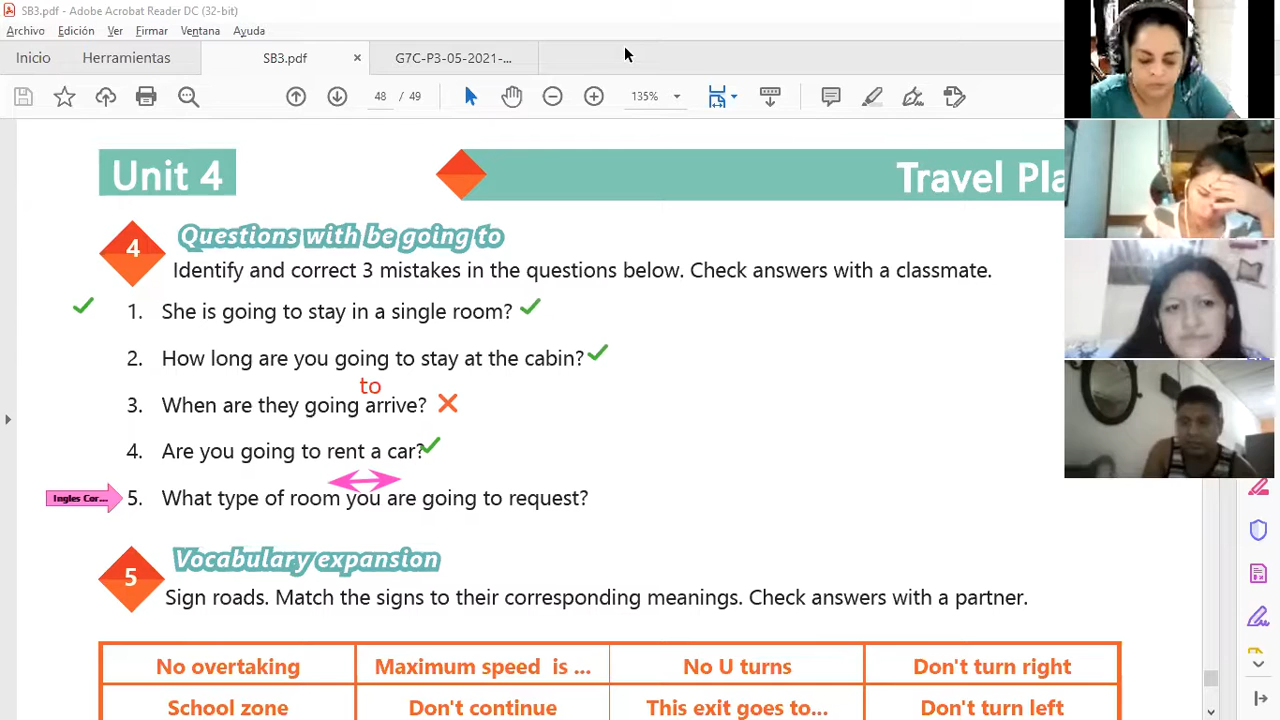 SB3.pdf - Adobe Acrobat Reader DC (32-bit)
Archivo Edición Ver Firmar Ventana Ayuda
Inicio Herramientas SB3.pdf × G7C-P3-05-2021-...
48 / 49 135%
Unit 4 Travel Pla
4 Questions with be going to
Identify and correct 3 mistakes in the questions below. Check answers with a classmate.
1. She is going to stay in a single room?
2. How long are you going to stay at the cabin?
to
3. When are they going arrive?
4. Are you going to rent a car?
Ingles Cor... 5. What type of room you are going to request?
5 Vocabulary expansion
Sign roads. Match the signs to their corresponding meanings. Check answers with a partner.
No overtaking Maximum speed is ... No U turns Don't turn right
School zone Don't continue This exit goes to... Don't turn left